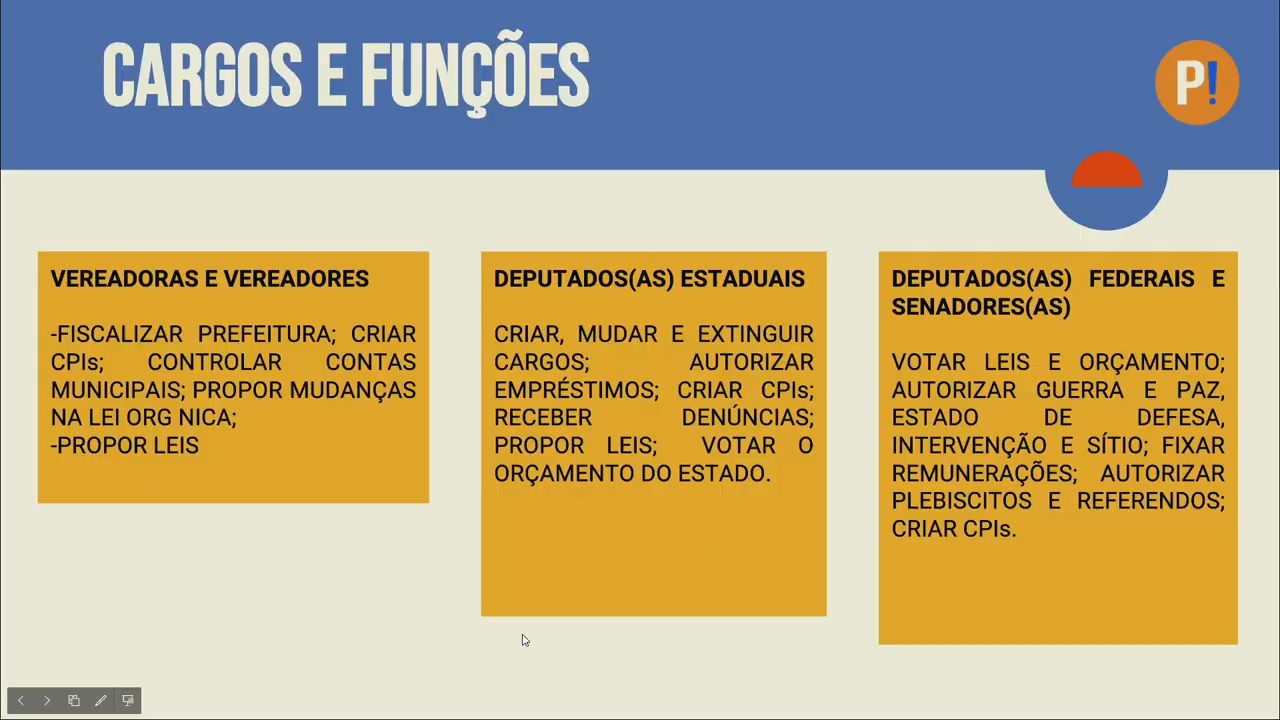 CARGOS E FUNÇÕES
P!
VEREADORAS E VEREADORES
-FISCALIZAR PREFEITURA; CRIAR
CPIs; CONTROLAR CONTAS
MUNICIPAIS; PROPOR MUDANÇAS
NA LEI ORG NICA;
-PROPOR LEIS
DEPUTADOS(AS) ESTADUAIS
CRIAR, MUDAR E EXTINGUIR
CARGOS; AUTORIZAR
EMPRÉSTIMOS; CRIAR CPIs;
RECEBER DENÚNCIAS;
PROPOR LEIS; VOTAR O
ORÇAMENTO DO ESTADO.
DEPUTADOS(AS) FEDERAIS E
SENADORES(AS)
VOTAR LEIS E ORÇAMENTO;
AUTORIZAR GUERRA E PAZ,
ESTADO DE DEFESA,
INTERVENÇÃO E SÍTIO; FIXAR
REMUNERAÇÕES; AUTORIZAR
PLEBISCITOS E REFERENDOS;
CRIAR CPIs.